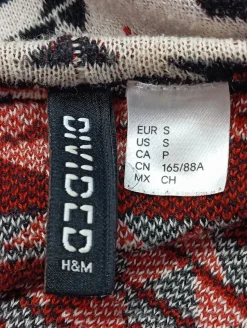 DIVIDED
H&M
EUR S
US S
CA P
CN 165/88A
MX CH